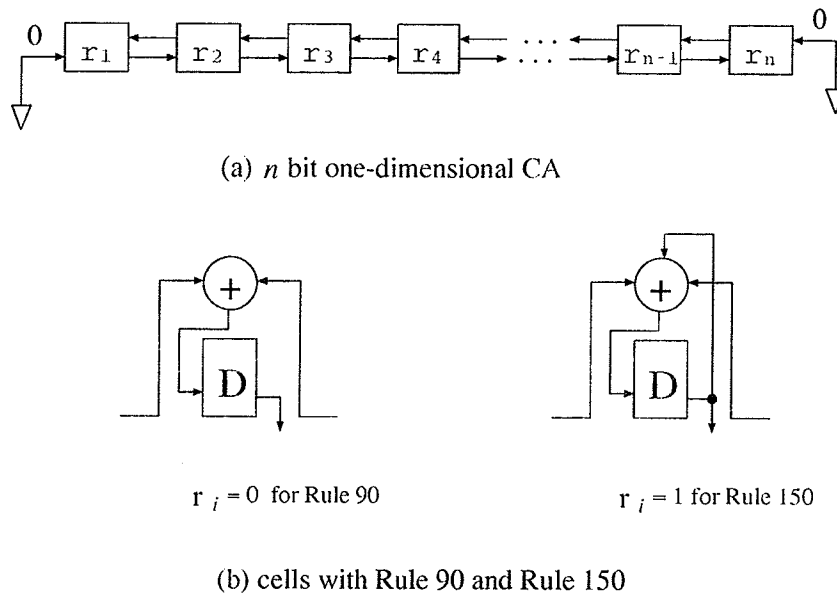 0
0
r1 r2 r3 r4 ... rn-1 rn
...
(a) n bit one-dimensional CA
+
+
D
D
r i = 0 for Rule 90
r i = 1 for Rule 150
(b) cells with Rule 90 and Rule 150